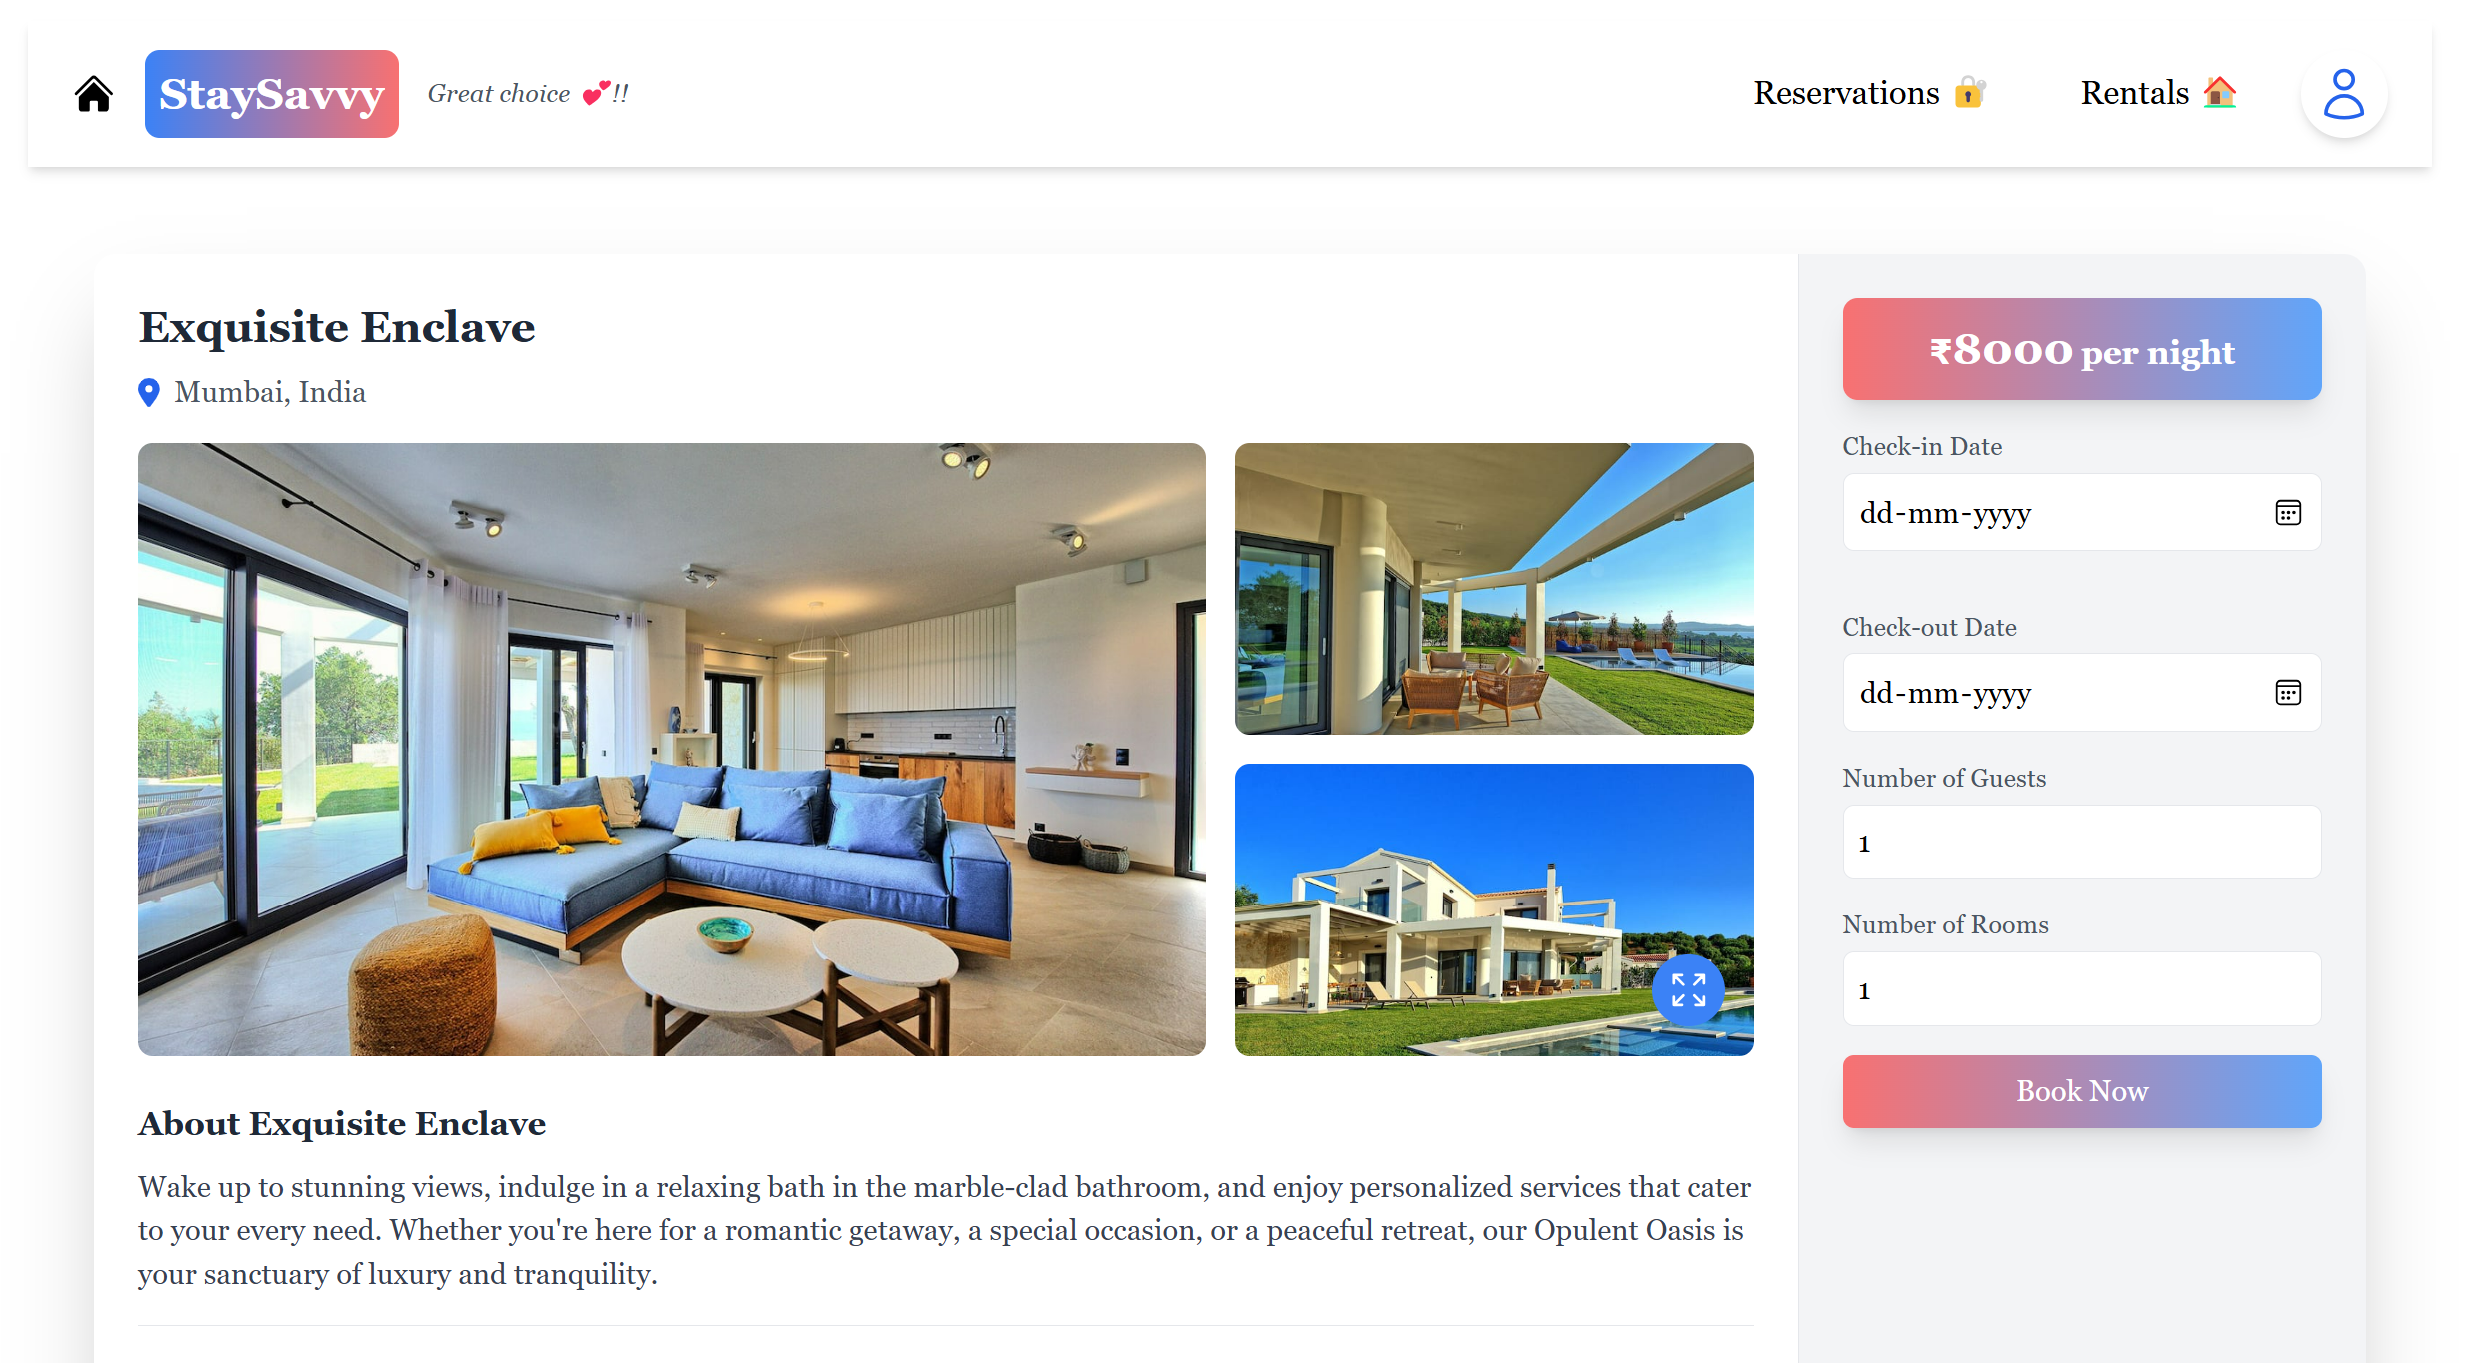 StaySavvy
Great choice 💕!!
Reservations 🔐
Rentals 🏠
Exquisite Enclave
Mumbai, India
₹8000 per night
Check-in Date
dd-mm-yyyy
Check-out Date
dd-mm-yyyy
Number of Guests
1
Number of Rooms
1
Book Now
About Exquisite Enclave
Wake up to stunning views, indulge in a relaxing bath in the marble-clad bathroom, and enjoy personalized services that cater
to your every need. Whether you're here for a romantic getaway, a special occasion, or a peaceful retreat, our Opulent Oasis is
your sanctuary of luxury and tranquility.